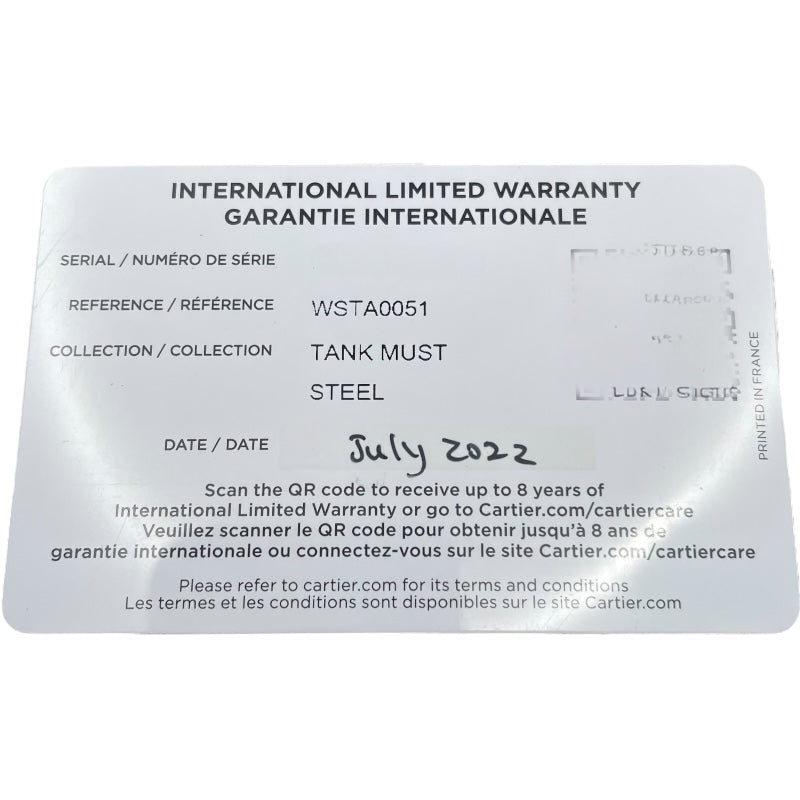 INTERNATIONAL LIMITED WARRANTY
GARANTIE INTERNATIONALE
SERIAL / NUMÉRO DE SÉRIE
REFERENCE / RÉFÉRENCE WSTA0051
COLLECTION / COLLECTION TANK MUST
STEEL
DATE / DATE July 2022
PRINTED IN FRANCE
Scan the QR code to receive up to 8 years of
International Limited Warranty or go to Cartier.com/cartiercare
Veuillez scanner le QR code pour obtenir jusqu'à 8 ans de
garantie internationale ou connectez-vous sur le site Cartier.com/cartiercare
Please refer to cartier.com for its terms and conditions
Les termes et les conditions sont disponibles sur le site Cartier.com